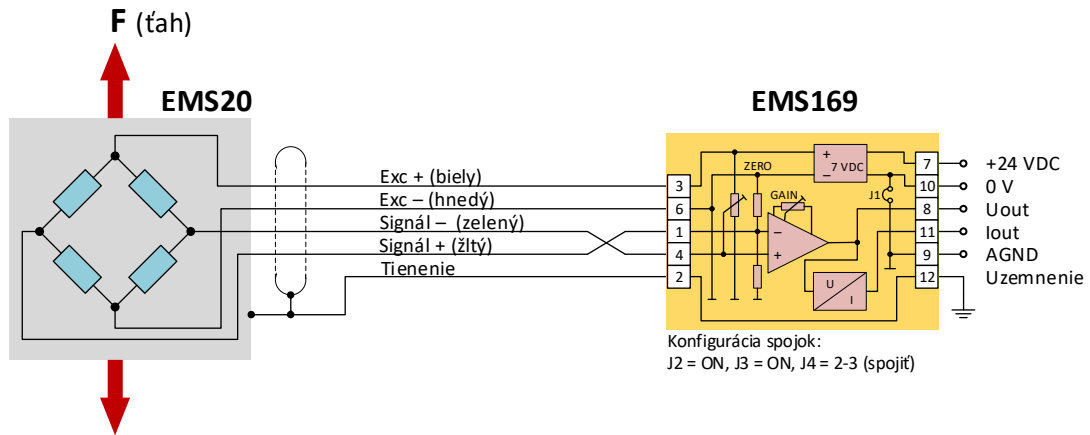 F (ťah)
EMS20
EMS169
Exc + (biely)
Exc – (hnedý)
Signál – (zelený)
Signál + (žltý)
Tienenie
3
6
1
4
2
ZERO
GAIN
+
–
7 VDC
J1
–
+
U
I
7
10
8
11
9
12
+24 VDC
0 V
Uout
Iout
AGND
Uzemnenie
Konfigurácia spojok:
J2 = ON, J3 = ON, J4 = 2-3 (spojiť)